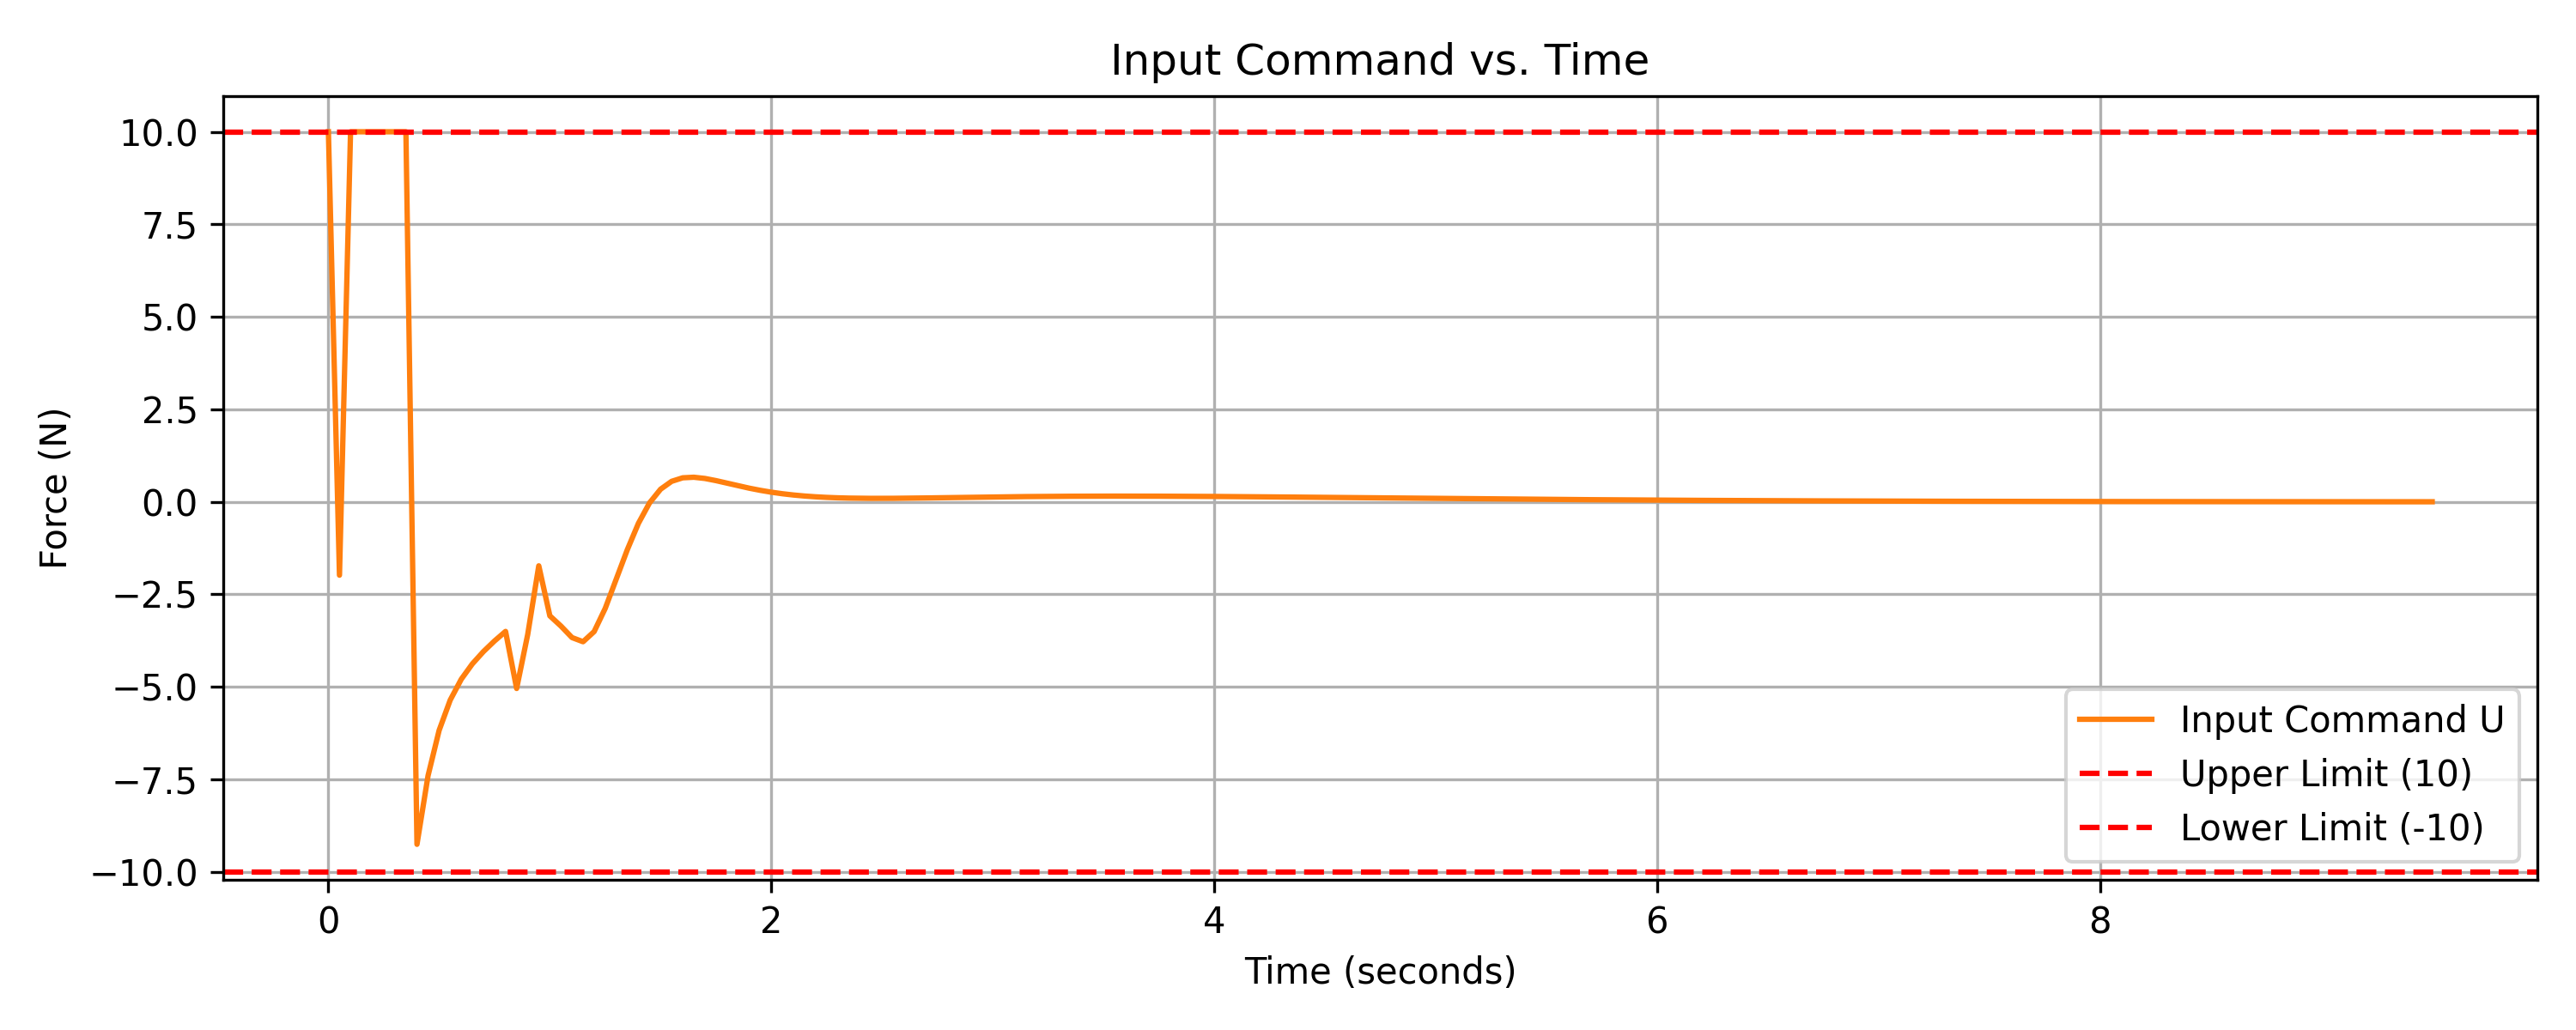 Input Command vs. Time
10.0
7.5
5.0
2.5
0.0
−2.5
−5.0
−7.5
−10.0
Force (N)
0 2 4 6 8
Time (seconds)
Input Command U
Upper Limit (10)
Lower Limit (-10)